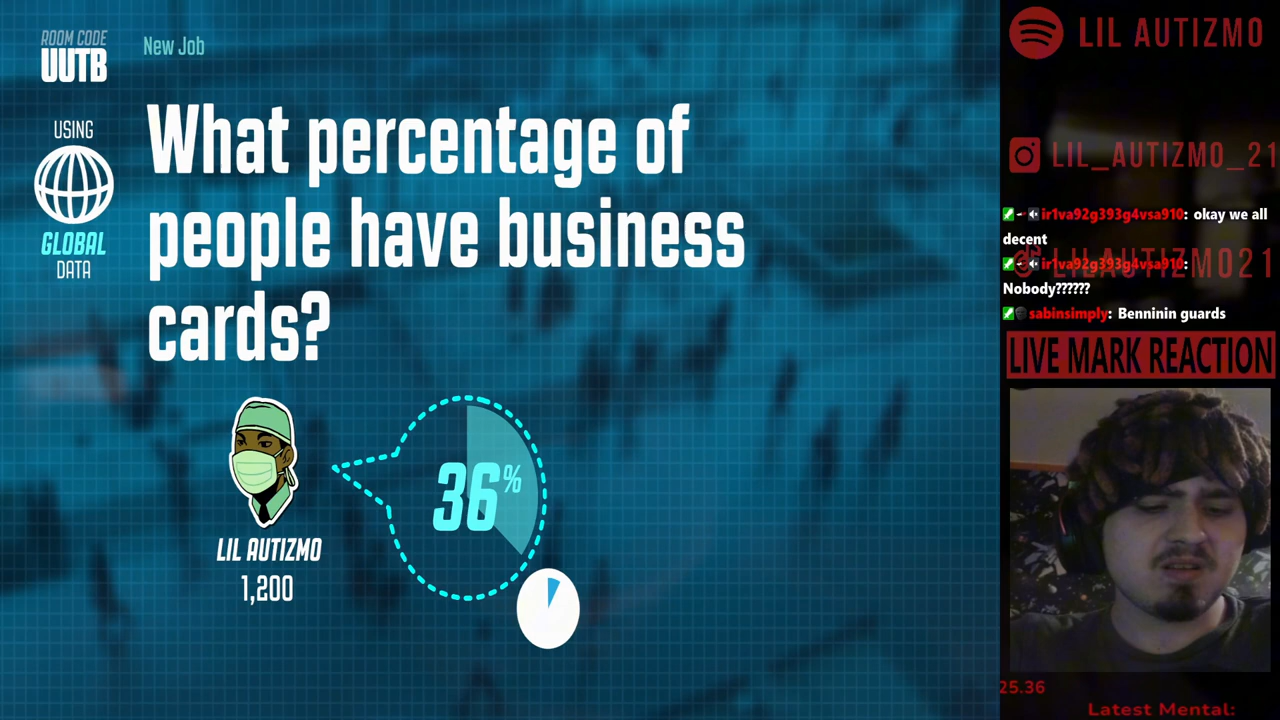 ROOM CODE
UUTB
New Job
USING
GLOBAL
DATA
What percentage of
people have business
cards?
36%
LIL AUTIZMO
1,200
LIL AUTIZMO
LIL_AUTIZMO_21
ir1va92g393g4vsa910: okay we all
decent
LILAUTIZMO21
ir1va92g393g4vsa910:
Nobody??????
sabinsimply: Benninin guards
LIVE MARK REACTION
25.36
Latest Mental: